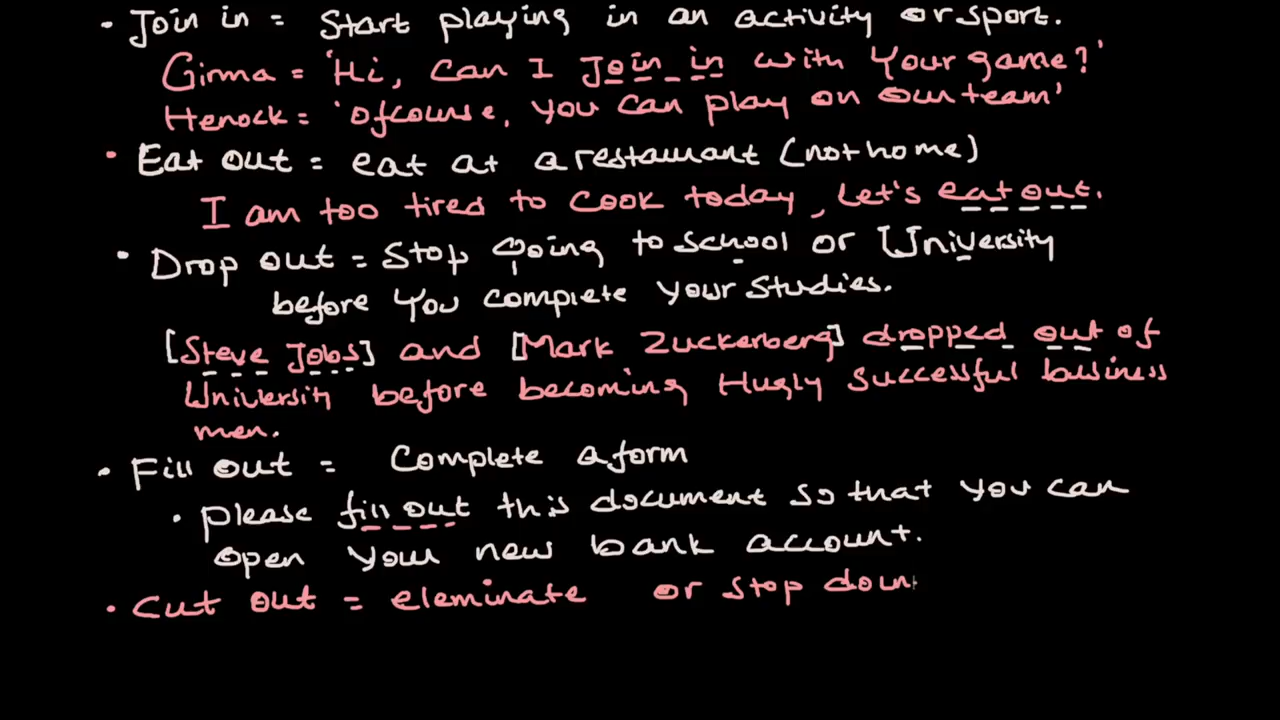 • Join in = Start playing in an activity or sport.
Girma = 'Hi, can I Join in with Your game?'
Henock = 'ofcourse, you can play on our team'
• Eat out = eat at a restaurant (not home)
I am too tired to cook today, Let's eat out.
• Drop out = Stop going to school or University
before You complete your studies.
[Steve Jobs] and [Mark Zuckerberg] dropped out of
University before becoming Hugly successful business
men.
• Fill out = Complete a form
• please fill out this document so that you can
open your new bank account.
• Cut out = eleminate or stop